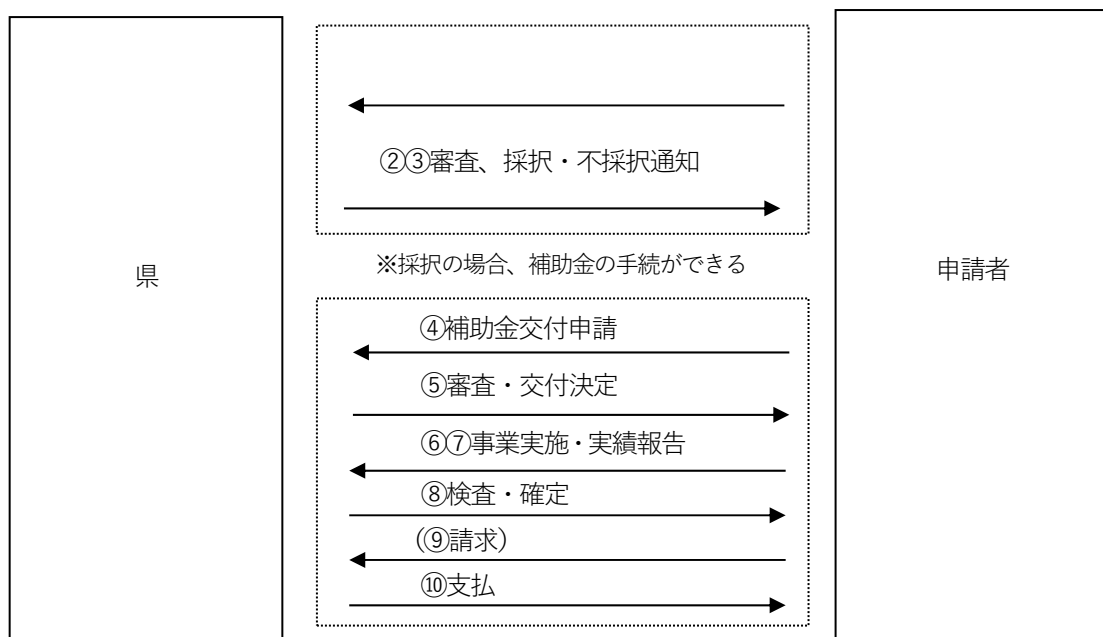 ②③審査、採択・不採択通知
※採択の場合、補助金の手続ができる
県
申請者
④補助金交付申請
⑤審査・交付決定
⑥⑦事業実施・実績報告
⑧検査・確定
(⑨請求)
⑩支払